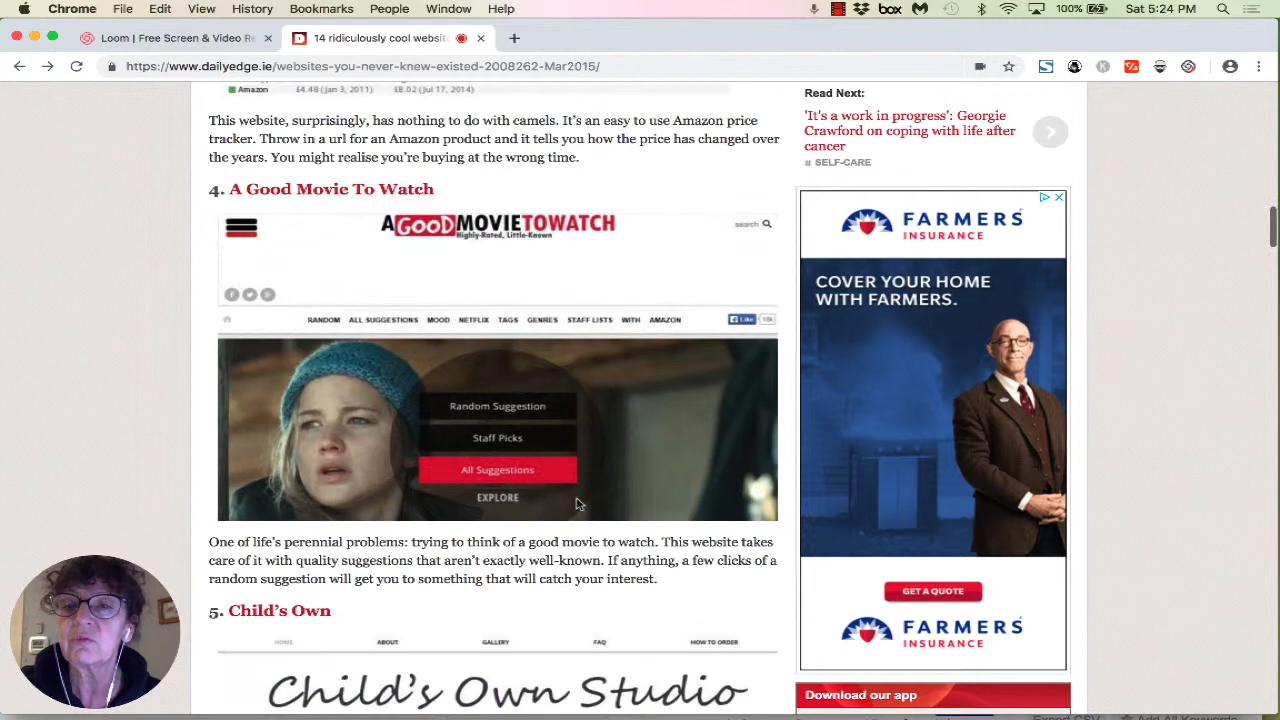 Chrome File Edit View History Bookmarks People Window Help
box 100% Sat 5:24 PM
Loom | Free Screen & Video Re
14 ridiculously cool website
https://www.dailyedge.ie/websites-you-never-knew-existed-2008262-Mar2015/
Amazon £4.48 (Jan 3, 2011) £8.02 (Jul 17, 2014)
This website, surprisingly, has nothing to do with camels. It's an easy to use Amazon price
tracker. Throw in a url for an Amazon product and it tells you how the price has changed over
the years. You might realise you're buying at the wrong time.
4. A Good Movie To Watch
A GOOD MOVIE TO WATCH
Highly-Rated, Little-Known
search
RANDOM ALL SUGGESTIONS MOOD NETFLIX TAGS GENRES STAFF LISTS WITH AMAZON
Like
Random Suggestion
Staff Picks
All Suggestions
EXPLORE
One of life's perennial problems: trying to think of a good movie to watch. This website takes
care of it with quality suggestions that aren't exactly well-known. If anything, a few clicks of a
random suggestion will get you to something that will catch your interest.
5. Child's Own
HOME ABOUT GALLERY FAQ HOW TO ORDER
Child's Own Studio
Read Next:
'It's a work in progress': Georgie
Crawford on coping with life after
cancer
# SELF-CARE
FARMERS
INSURANCE
COVER YOUR HOME
WITH FARMERS.
GET A QUOTE
FARMERS
INSURANCE
Download our app